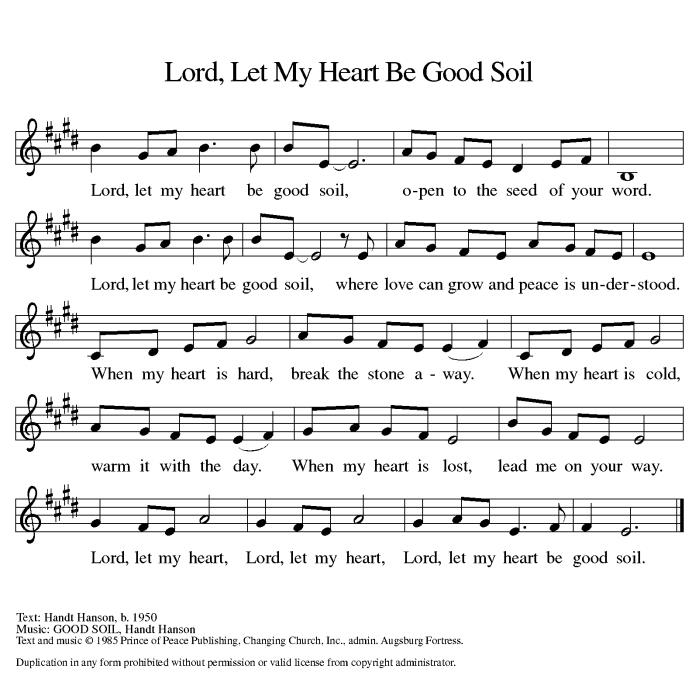 Lord, Let My Heart Be Good Soil
Lord, let my heart be good soil, o-pen to the seed of your word.
Lord, let my heart be good soil, where love can grow and peace is un-der-stood.
When my heart is hard, break the stone a - way. When my heart is cold,
warm it with the day. When my heart is lost, lead me on your way.
Lord, let my heart, Lord, let my heart, Lord, let my heart be good soil.
Text: Handt Hanson, b. 1950
Music: GOOD SOIL, Handt Hanson
Text and music © 1985 Prince of Peace Publishing, Changing Church, Inc., admin. Augsburg Fortress.
Duplication in any form prohibited without permission or valid license from copyright administrator.